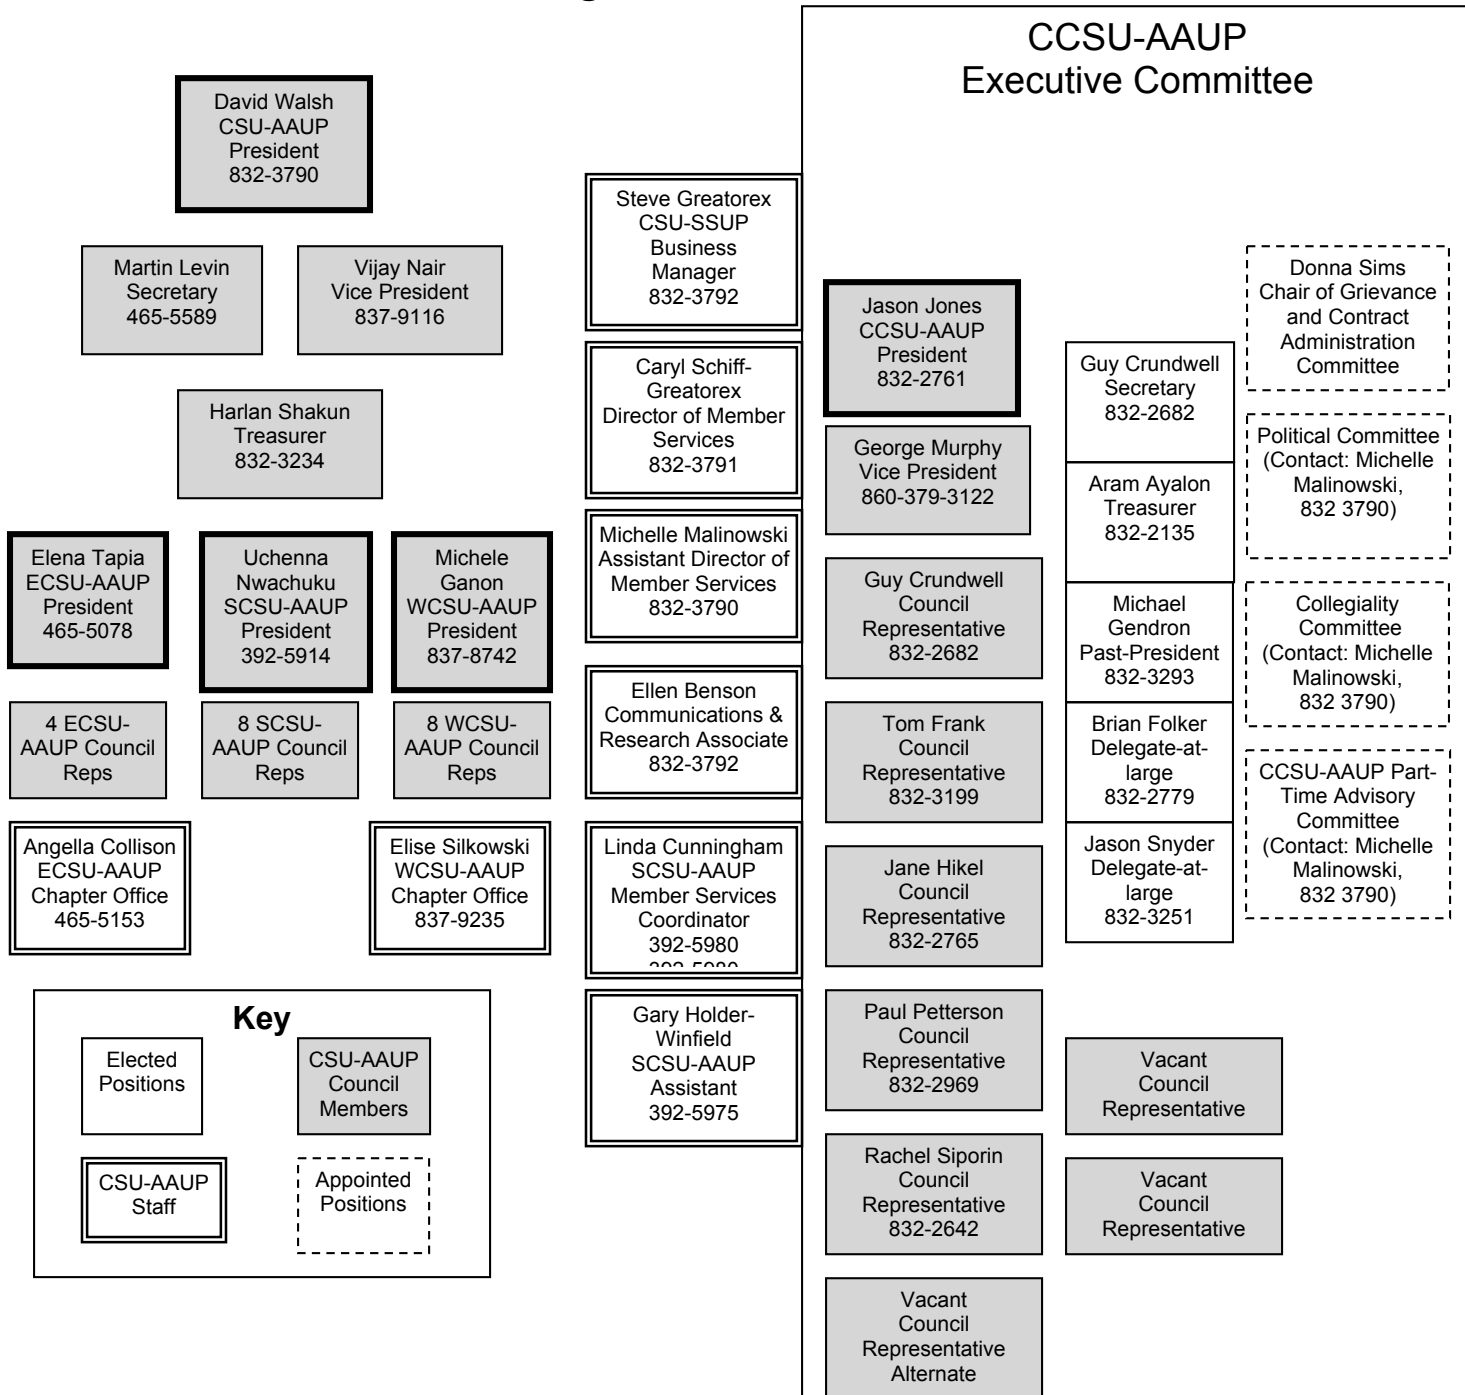 CCSU-AAUP
Executive Committee
David Walsh
CSU-AAUP
President
832-3790
Martin Levin
Secretary
465-5589
Vijay Nair
Vice President
837-9116
Harlan Shakun
Treasurer
832-3234
Elena Tapia
ECSU-AAUP
President
465-5078
Uchenna
Nwachuku
SCSU-AAUP
President
392-5914
Michele
Ganon
WCSU-AAUP
President
837-8742
4 ECSU-
AAUP Council
Reps
8 SCSU-
AAUP Council
Reps
8 WCSU-
AAUP Council
Reps
Angella Collison
ECSU-AAUP
Chapter Office
465-5153
Elise Silkowski
WCSU-AAUP
Chapter Office
837-9235
Key
Elected
Positions
CSU-AAUP
Council
Members
CSU-AAUP
Staff
Appointed
Positions
Steve Greatorex
CSU-SSUP
Business
Manager
832-3792
Caryl Schiff-
Greatorex
Director of Member
Services
832-3791
Michelle Malinowski
Assistant Director of
Member Services
832-3790
Ellen Benson
Communications &
Research Associate
832-3792
Linda Cunningham
SCSU-AAUP
Member Services
Coordinator
392-5980
392-5980
Gary Holder-
Winfield
SCSU-AAUP
Assistant
392-5975
Jason Jones
CCSU-AAUP
President
832-2761
George Murphy
Vice President
860-379-3122
Guy Crundwell
Council
Representative
832-2682
Tom Frank
Council
Representative
832-3199
Jane Hikel
Council
Representative
832-2765
Paul Petterson
Council
Representative
832-2969
Rachel Siporin
Council
Representative
832-2642
Vacant
Council
Representative
Alternate
Guy Crundwell
Secretary
832-2682
Aram Ayalon
Treasurer
832-2135
Michael
Gendron
Past-President
832-3293
Brian Folker
Delegate-at-
large
832-2779
Jason Snyder
Delegate-at-
large
832-3251
Vacant
Council
Representative
Vacant
Council
Representative
Donna Sims
Chair of Grievance
and Contract
Administration
Committee
Political Committee
(Contact: Michelle
Malinowski,
832 3790)
Collegiality
Committee
(Contact: Michelle
Malinowski,
832 3790)
CCSU-AAUP Part-
Time Advisory
Committee
(Contact: Michelle
Malinowski,
832 3790)